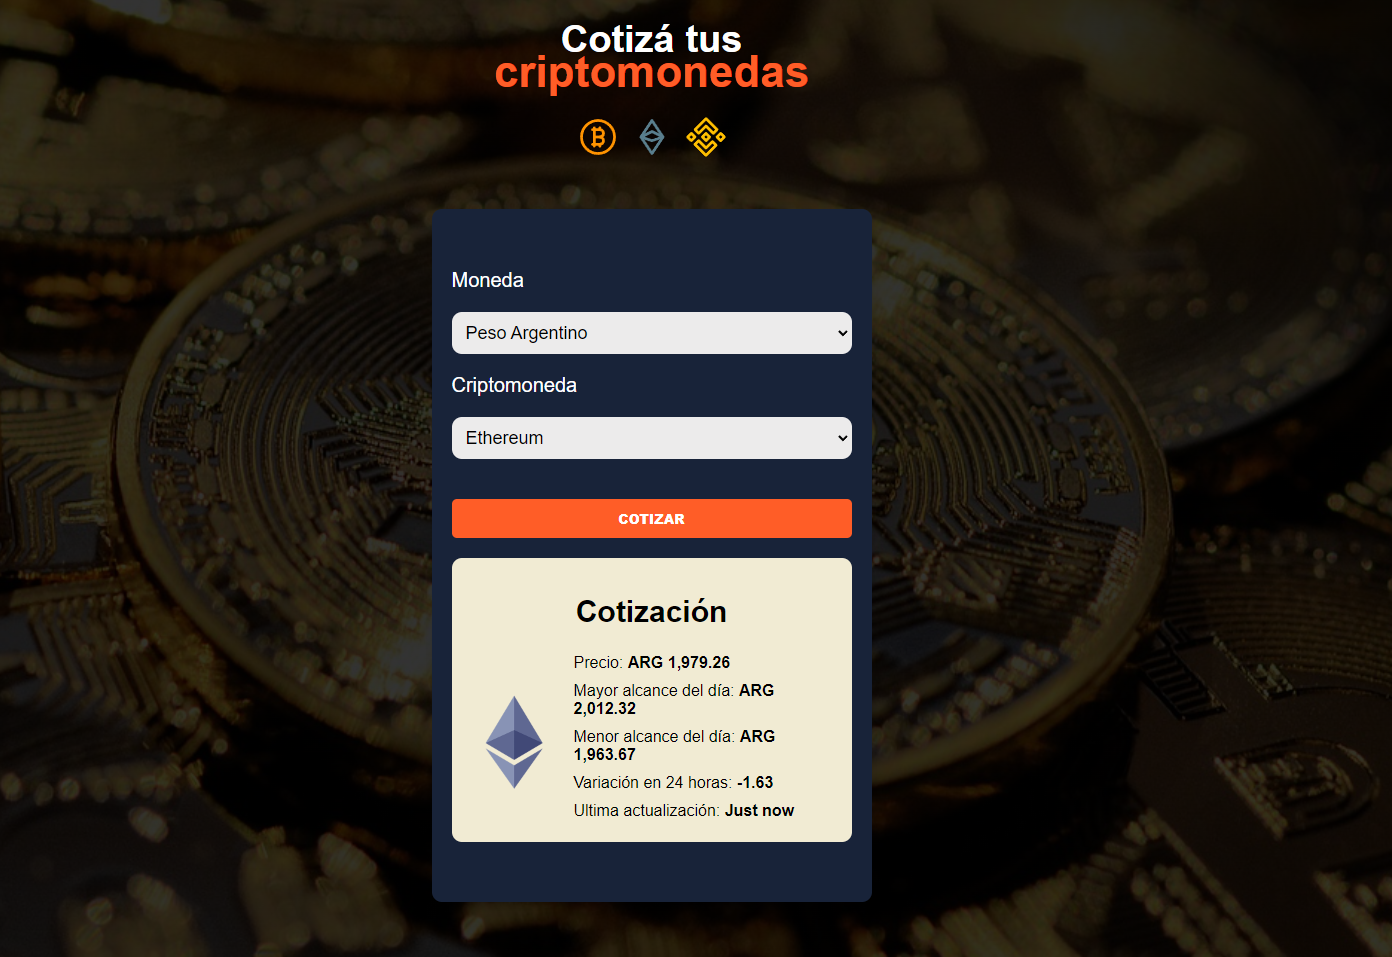 Cotizá tus
criptomonedas
Moneda
Peso Argentino
Criptomoneda
Ethereum
COTIZAR
Cotización
Precio: ARG 1,979.26
Mayor alcance del día: ARG
2,012.32
Menor alcance del día: ARG
1,963.67
Variación en 24 horas: -1.63
Ultima actualización: Just now